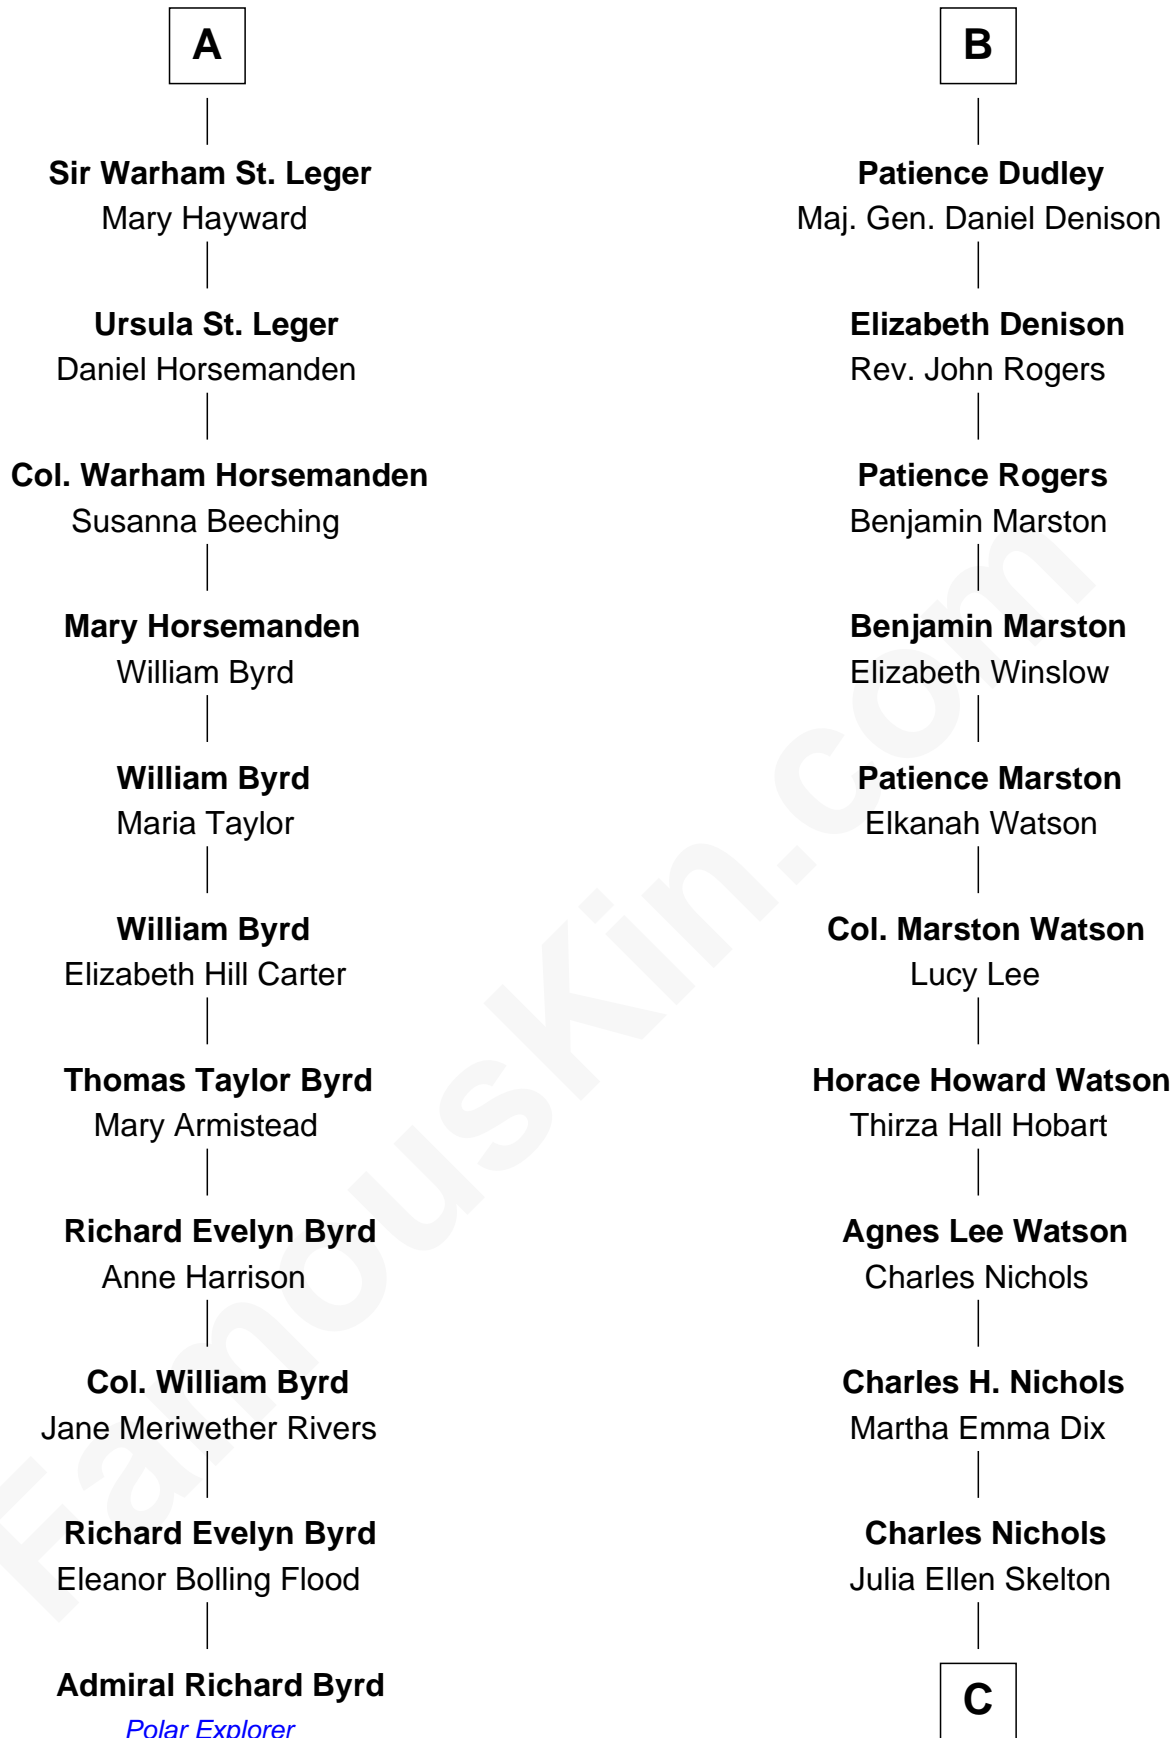 A
Sir Warham St. Leger
Mary Hayward
Ursula St. Leger
Daniel Horsemanden
Col. Warham Horsemanden
Susanna Beeching
Mary Horsemanden
William Byrd
William Byrd
Maria Taylor
William Byrd
Elizabeth Hill Carter
Thomas Taylor Byrd
Mary Armistead
Richard Evelyn Byrd
Anne Harrison
Col. William Byrd
Jane Meriwether Rivers
Richard Evelyn Byrd
Eleanor Bolling Flood
Admiral Richard Byrd
Polar Explorer
B
Patience Dudley
Maj. Gen. Daniel Denison
Elizabeth Denison
Rev. John Rogers
Patience Rogers
Benjamin Marston
Benjamin Marston
Elizabeth Winslow
Patience Marston
Elkanah Watson
Col. Marston Watson
Lucy Lee
Horace Howard Watson
Thirza Hall Hobart
Agnes Lee Watson
Charles Nichols
Charles H. Nichols
Martha Emma Dix
Charles Nichols
Julia Ellen Skelton
C
FamousKin.com